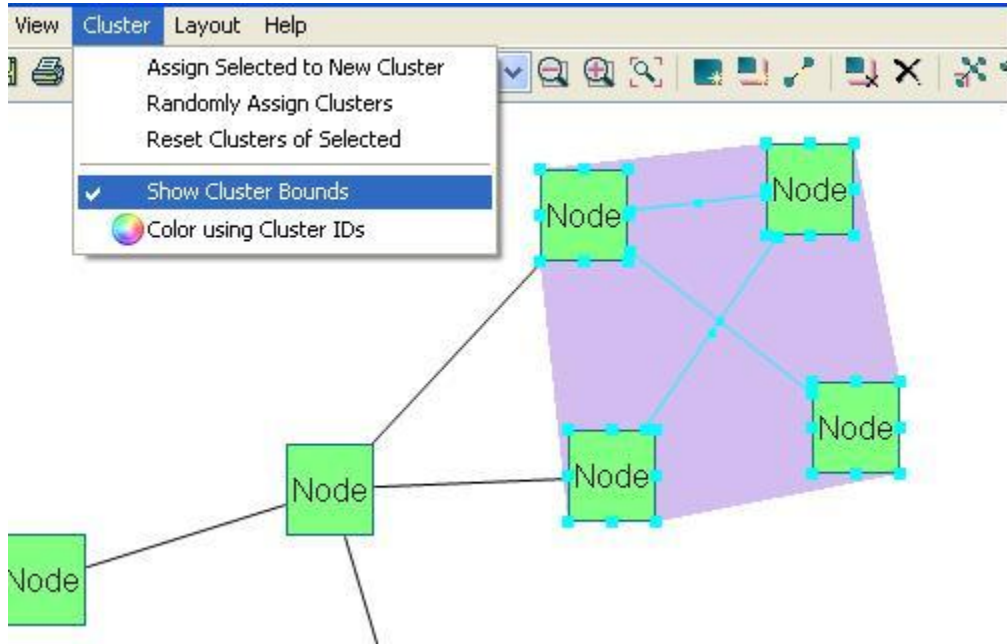 View Cluster Layout Help
Assign Selected to New Cluster
Randomly Assign Clusters
Reset Clusters of Selected
Show Cluster Bounds
Color using Cluster IDs
Node
Node
Node
Node
Node
Node